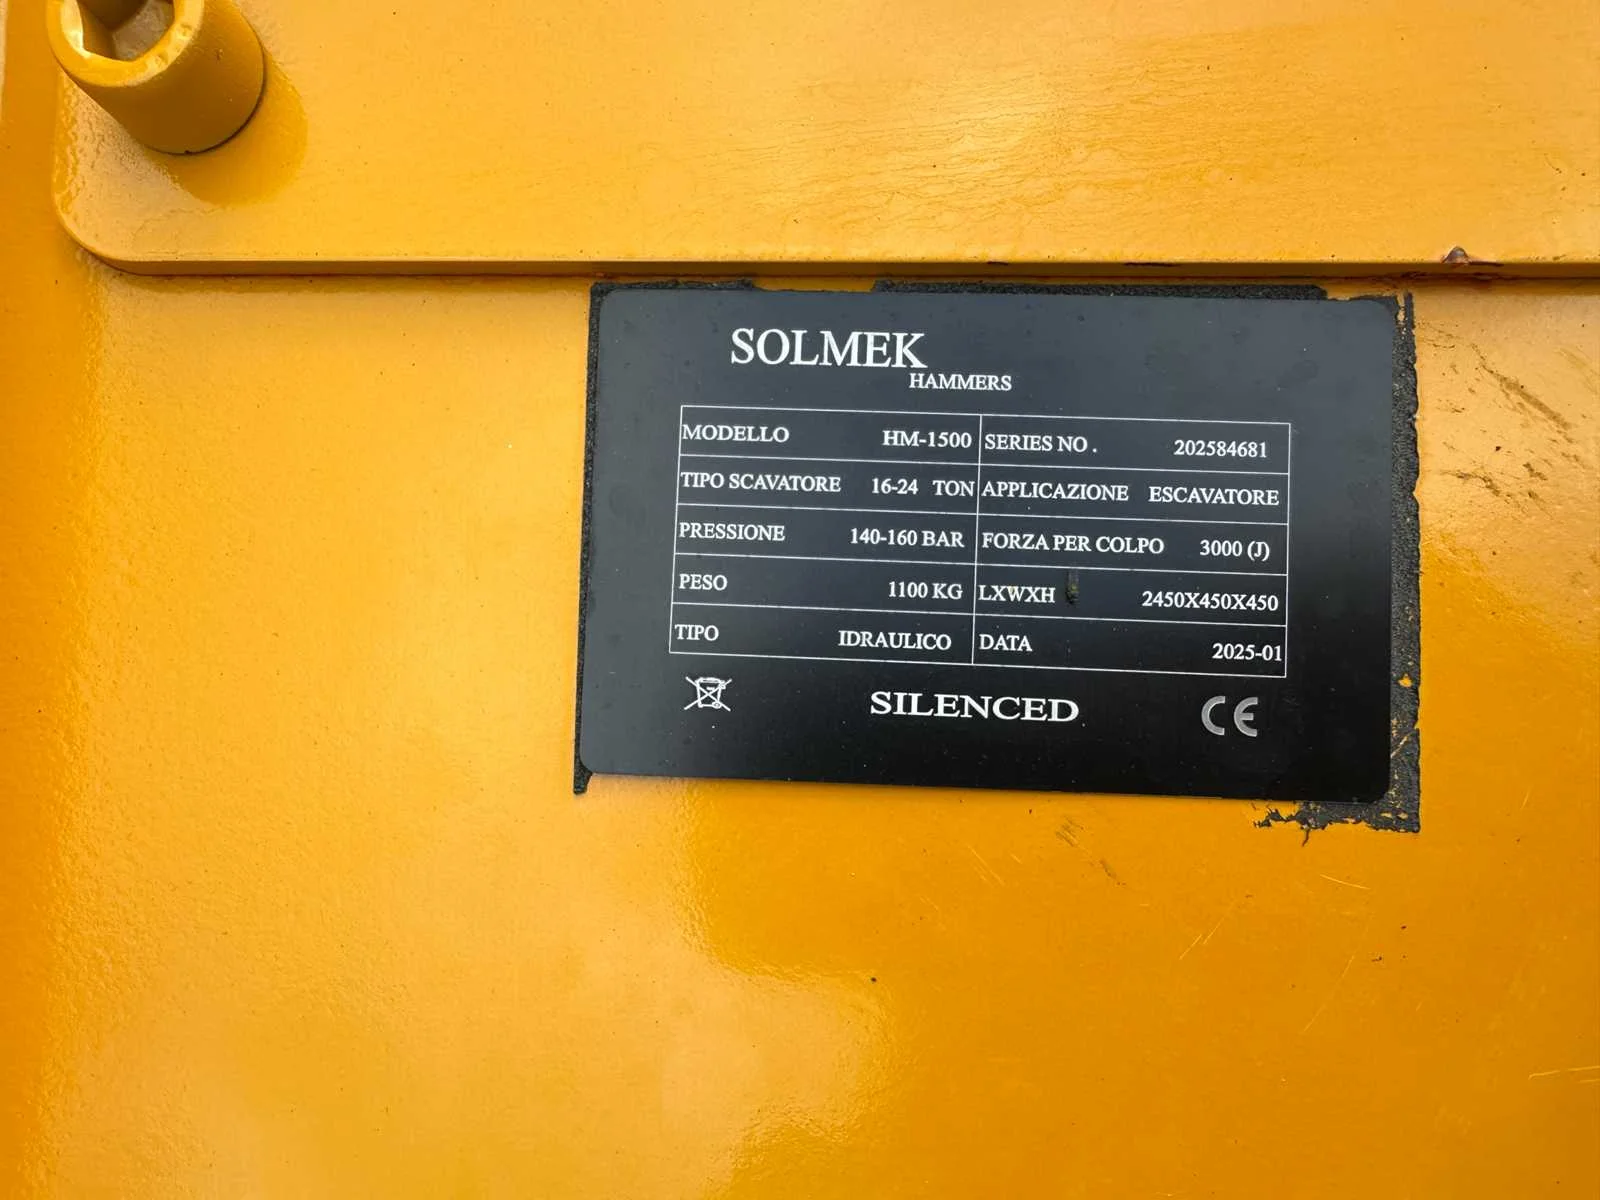 SOLMEK
HAMMERS
MODELLO HM-1500 SERIES NO. 202584681
TIPO SCAVATORE 16-24 TON APPLICAZIONE ESCAVATORE
PRESSIONE 140-160 BAR FORZA PER COLPO 3000 (J)
PESO 1100 KG LXWXH 2450X450X450
TIPO IDRAULICO DATA 2025-01
SILENCED CE